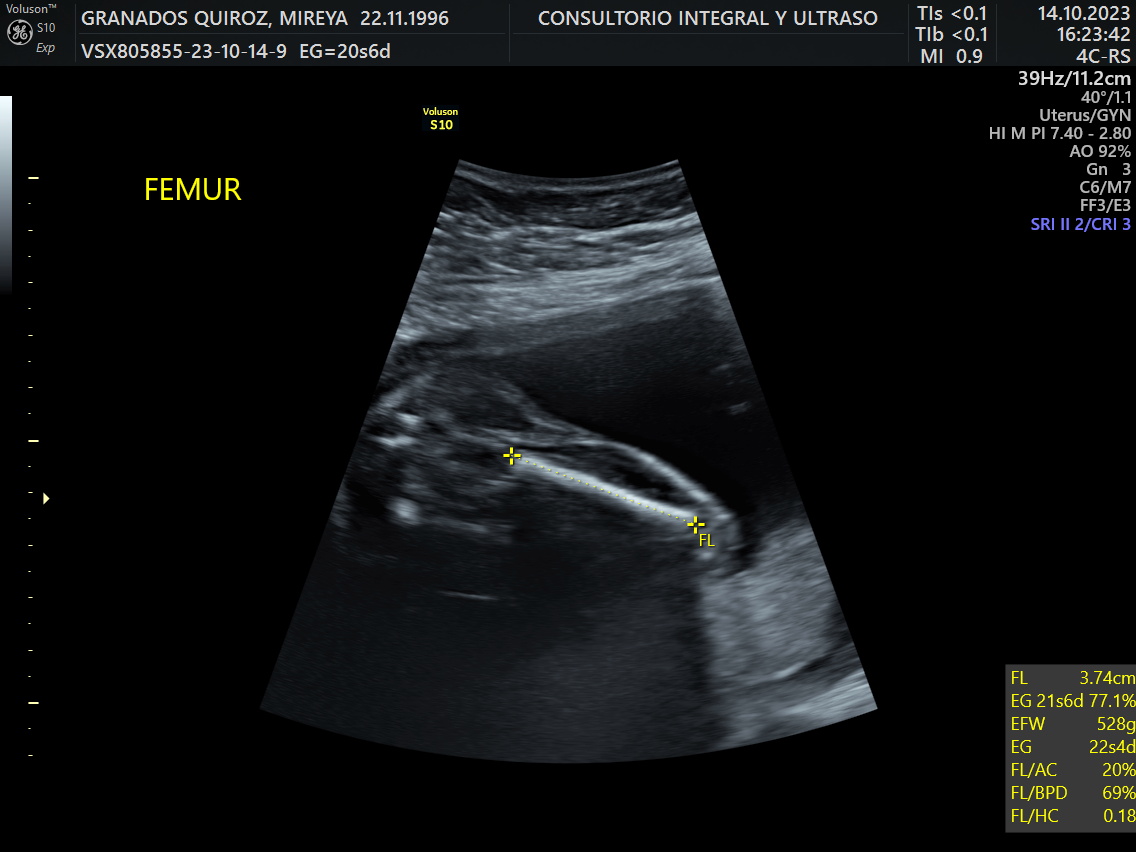 Voluson™
S10
Exp
GRANADOS QUIROZ, MIREYA 22.11.1996
VSX805855-23-10-14-9 EG=20s6d
CONSULTORIO INTEGRAL Y ULTRASO
TIs <0.1
TIb <0.1
MI 0.9
14.10.2023
16:23:42
4C-RS
39Hz/11.2cm
40°/1.1
Uterus/GYN
HI M PI 7.40 - 2.80
AO 92%
Gn 3
C6/M7
FF3/E3
SRI II 2/CRI 3
Voluson
S10
FEMUR
FL
FL 3.74cm
EG 21s6d 77.1%
EFW 528g
EG 22s4d
FL/AC 20%
FL/BPD 69%
FL/HC 0.18